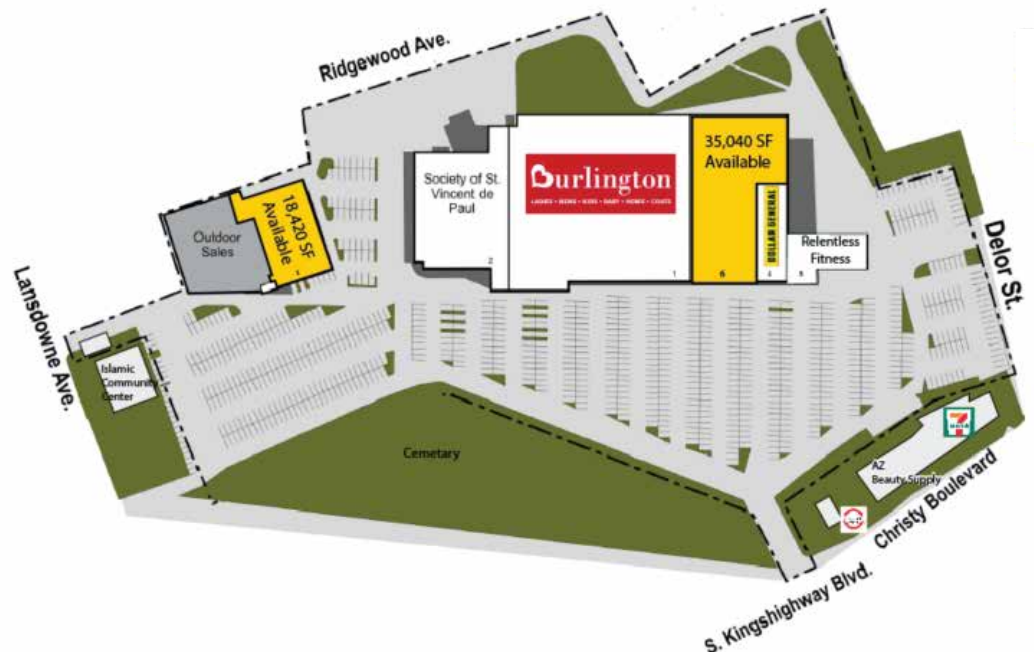 Ridgewood Ave.
35,040 SF
Available
Burlington
LADIES • MENS • KIDS • BABY • HOME • COATS
Society of St.
Vincent de
Paul
18,420 SF
Available
Outdoor
Sales
1
DOLLAR GENERAL
Relentless
Fitness
2
1
6
Delor St.
Lansdowne Ave.
Islamic
Community
Center
Cemetary
7
AZ
Beauty Supply
Christy Boulevard
S. Kingshighway Blvd.